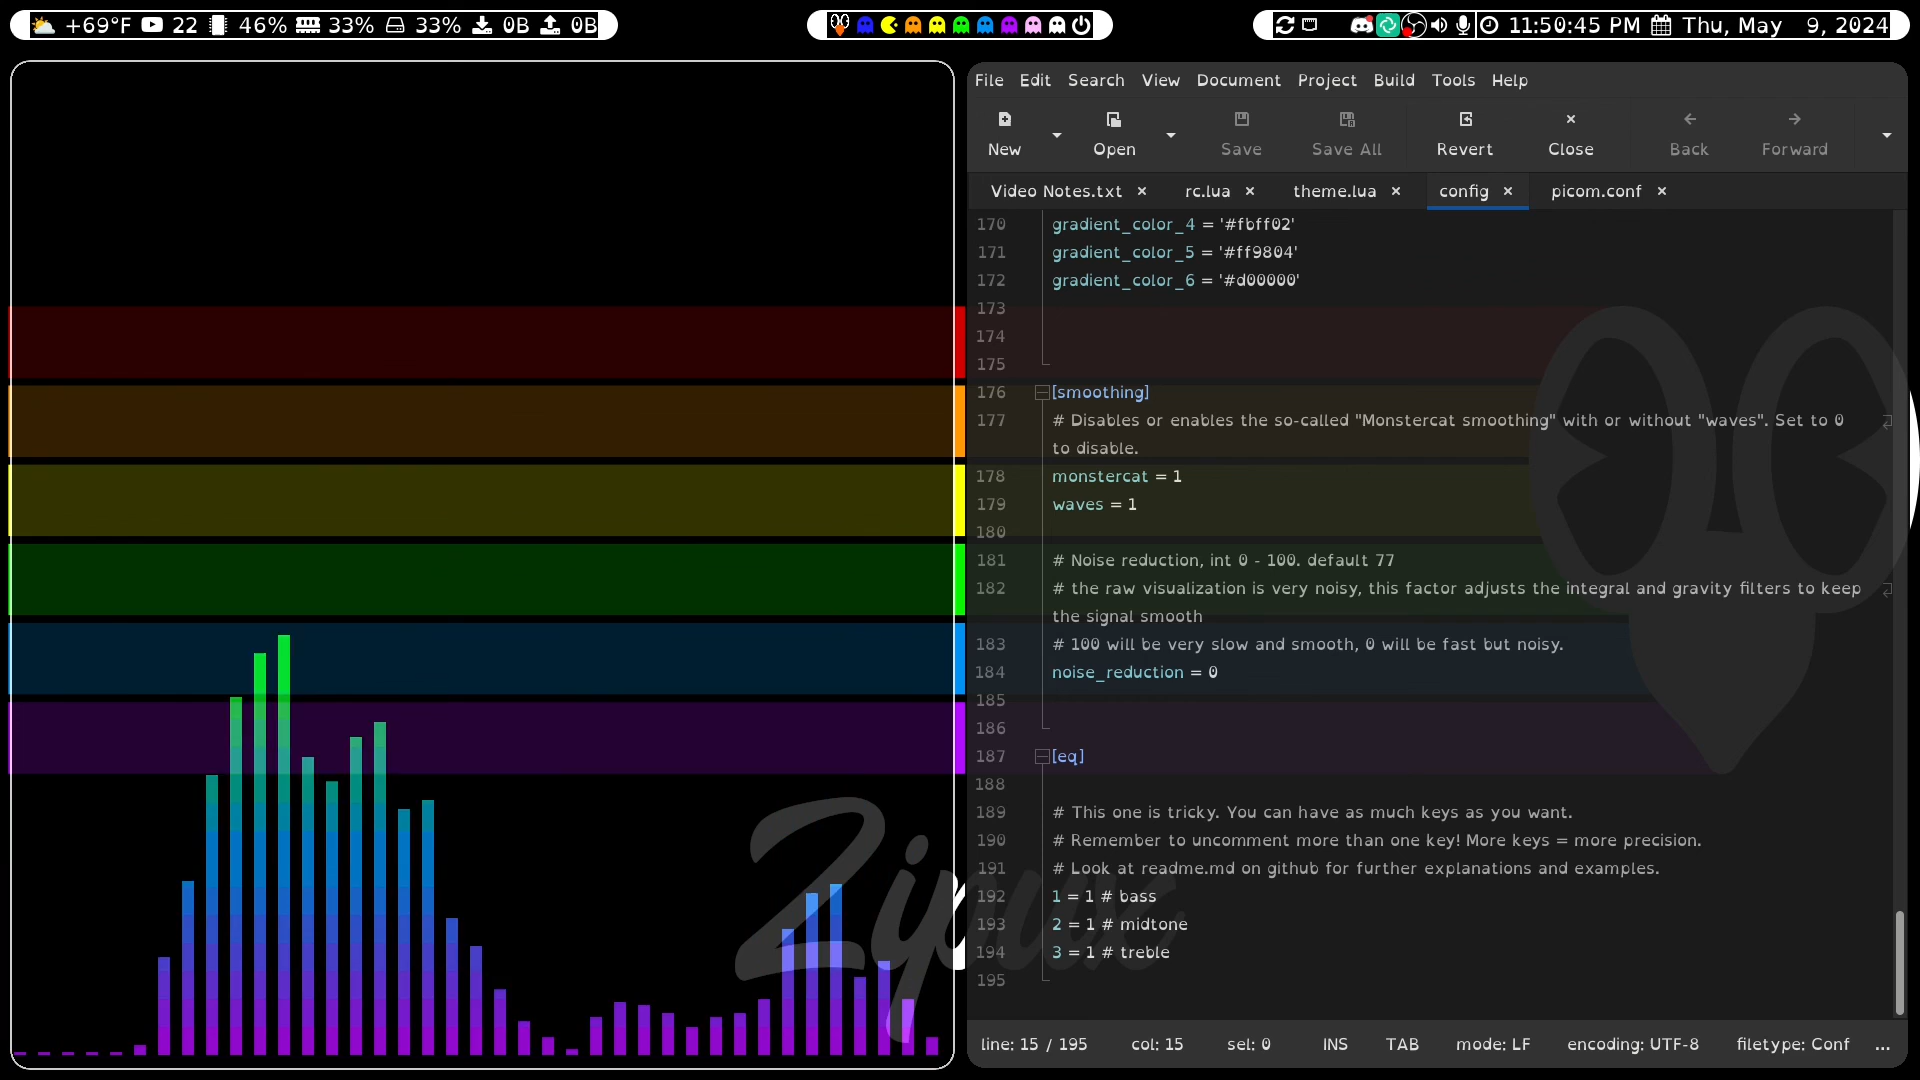 +69°F 22 46% 33% 33% 0B 0B
11:50:45 PM Thu, May 9, 2024
File Edit Search View Document Project Build Tools Help
New Open Save Save All Revert Close Back Forward
Video Notes.txt × rc.lua × theme.lua × config × picom.conf ×
170 gradient_color_4 = '#fbff02'
171 gradient_color_5 = '#ff9804'
172 gradient_color_6 = '#d00000'
173
174
175
176 [smoothing]
177 # Disables or enables the so-called "Monstercat smoothing" with or without "waves". Set to 0
to disable.
178 monstercat = 1
179 waves = 1
180
181 # Noise reduction, int 0 - 100. default 77
182 # the raw visualization is very noisy, this factor adjusts the integral and gravity filters to keep
the signal smooth
183 # 100 will be very slow and smooth, 0 will be fast but noisy.
184 noise_reduction = 0
185
186
187 [eq]
188
189 # This one is tricky. You can have as much keys as you want.
190 # Remember to uncomment more than one key! More keys = more precision.
191 # Look at readme.md on github for further explanations and examples.
192 1 = 1 # bass
193 2 = 1 # midtone
194 3 = 1 # treble
195
Zipux
line: 15 / 195 col: 15 sel: 0 INS TAB mode: LF encoding: UTF-8 filetype: Conf ...